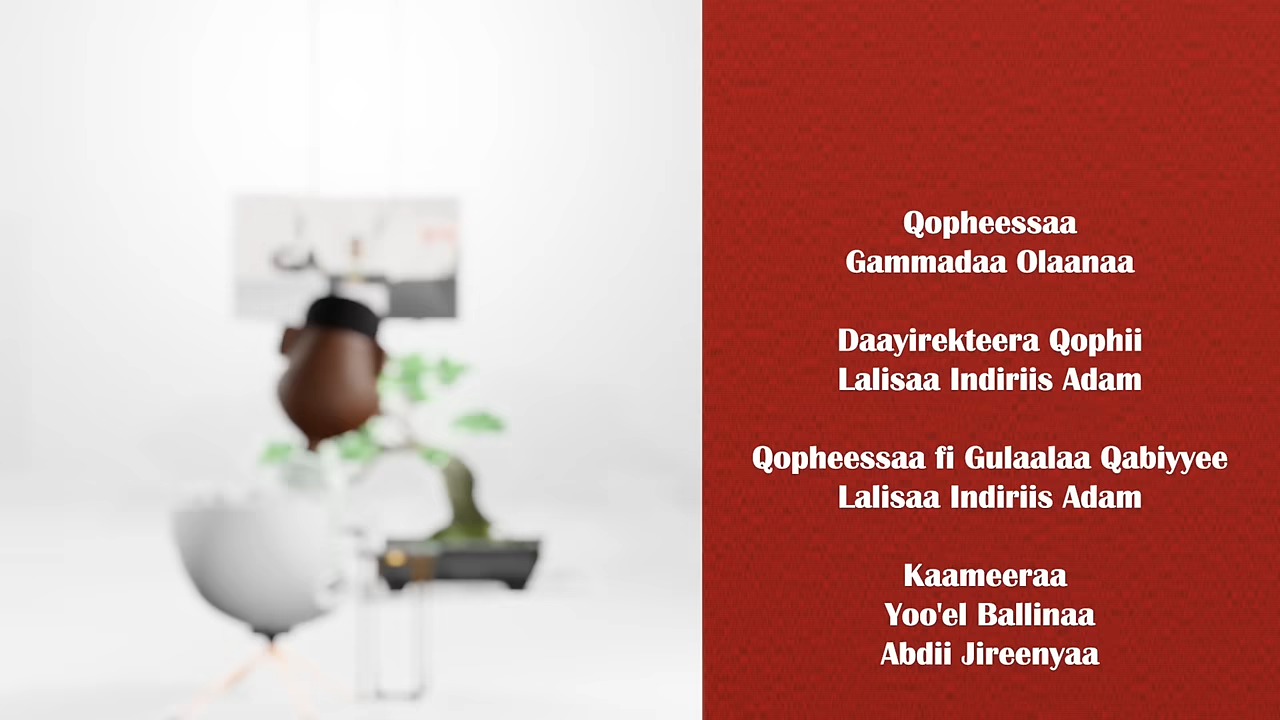 Qopheessaa
Gammadaa Olaanaa
Daayirekteera Qophii
Lalisaa Indiriis Adam
Qopheessaa fi Gulaalaa Qabiyyee
Lalisaa Indiriis Adam
Kaameeraa
Yoo'el Ballinaa
Abdii Jireenyaa